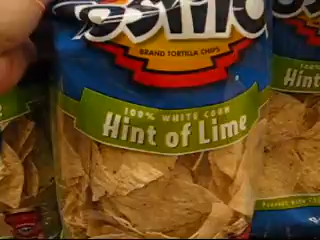 BRAND TORTILLA CHIPS
100% WHITE CORN
Hint of Lime
Hint